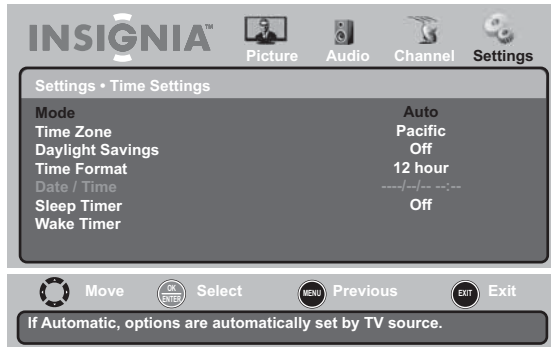 INSIGNIA™
Picture Audio Channel Settings
Settings • Time Settings
Mode Auto
Time Zone Pacific
Daylight Savings Off
Time Format 12 hour
Date / Time ----/--/-- --:--
Sleep Timer Off
Wake Timer
Move OK ENTER Select MENU Previous EXIT Exit
If Automatic, options are automatically set by TV source.